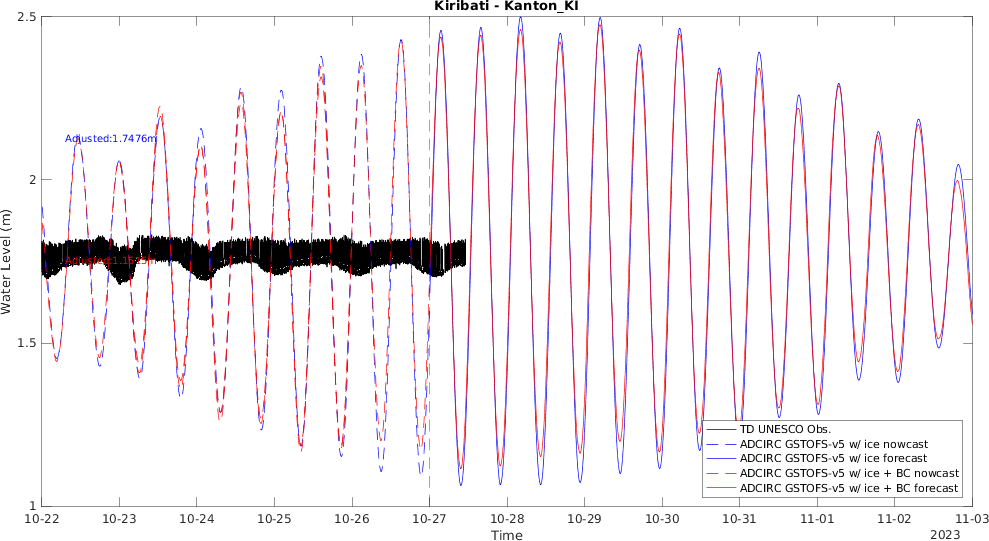 Kiribati - Kanton_KI
2.5
2
1.5
1
Water Level (m)
Adjusted:1.7476m
10-22
10-23
10-24
10-25
10-26
10-27
10-28
10-29
10-30
10-31
11-01
11-02
11-03
2023
Time
TD UNESCO Obs.
ADCIRC GSTOFS-v5 w/ ice nowcast
ADCIRC GSTOFS-v5 w/ ice forecast
ADCIRC GSTOFS-v5 w/ ice + BC nowcast
ADCIRC GSTOFS-v5 w/ ice + BC forecast